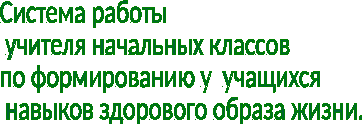 Система работы
учителя начальных классов
по формированию у учащихся
навыков здорового образа жизни.